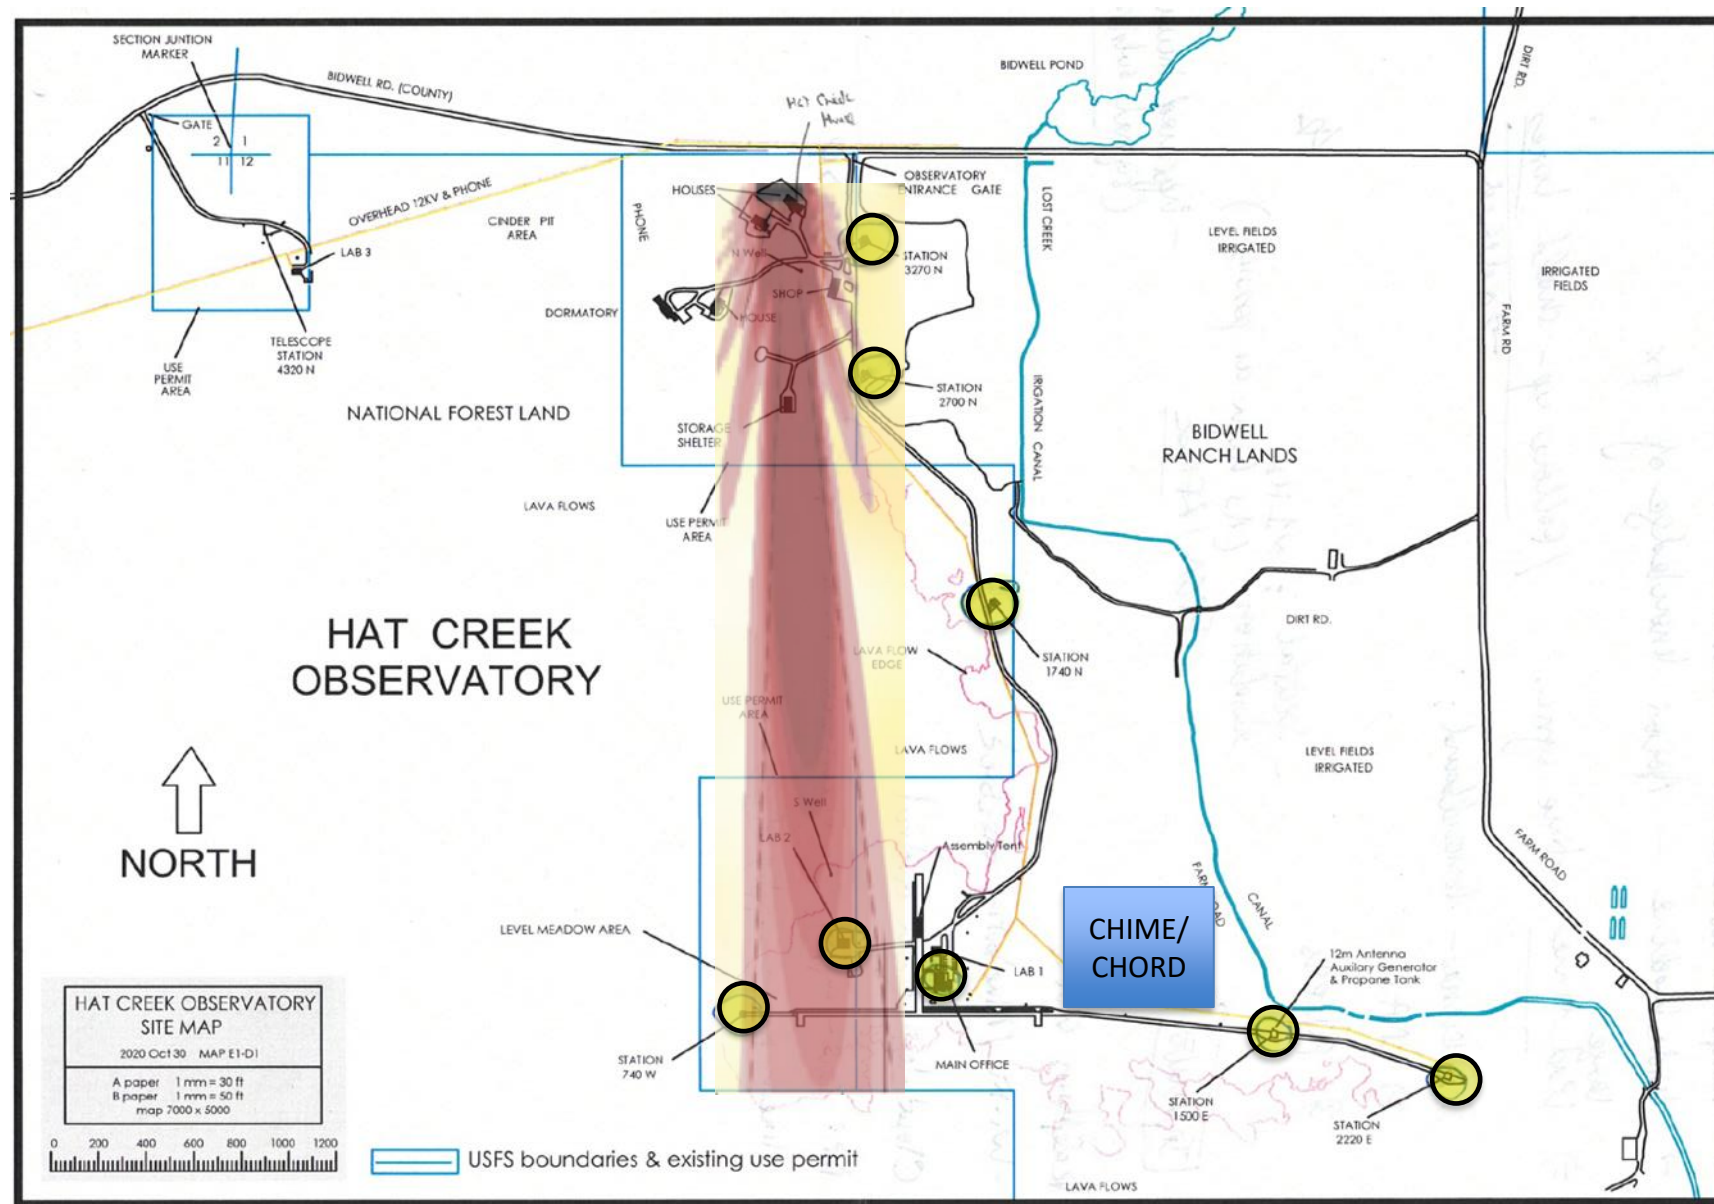 SECTION JUNTION
MARKER
BIDWELL RD. (COUNTY)
GATE
2 1
11 12
OVERHEAD 12KV & PHONE
CINDER PIT
AREA
LAB 3
TELESCOPE
STATION
4320 N
USE
PERMIT
AREA
NATIONAL FOREST LAND
PHONE
DORMATORY
HOUSES
Hat Creek
House
N Well
SHOP
HOUSE
STORAGE
SHELTER
USE PERMIT
AREA
LAVA FLOWS
OBSERVATORY
ENTRANCE GATE
STATION
3270 N
STATION
2700 N
BIDWELL POND
DIRT RD.
LOST CREEK
IRRIGATION CANAL
LEVEL FIELDS
IRRIGATED
IRRIGATED
FIELDS
FARM RD
BIDWELL
RANCH LANDS
DIRT RD.
HAT CREEK
OBSERVATORY
LAVA FLOW
EDGE
STATION
1740 N
USE PERMIT
AREA
LAVA FLOWS
LEVEL FIELDS
IRRIGATED
NORTH
S Well
LAB 2
Assembly Tent
FARM ROAD
FARM ROAD
CANAL
LEVEL MEADOW AREA
LAB 1
CHIME/
CHORD
12m Antenna
Auxilary Generator
& Propane Tank
STATION
740 W
MAIN OFFICE
STATION
1500 E
STATION
2220 E
LAVA FLOWS
HAT CREEK OBSERVATORY
SITE MAP
2020 Oct 30 MAP E1-D1
A paper 1 mm = 30 ft
B paper 1 mm = 50 ft
map 7000 x 5000
0 200 400 600 800 1000 1200
USFS boundaries & existing use permit